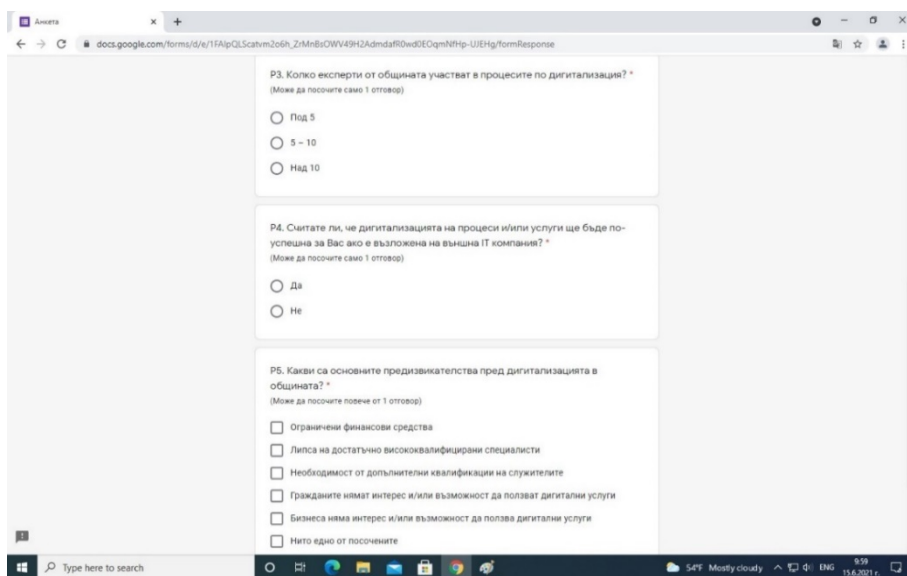 Анкета
docs.google.com/forms/d/e/1FAIpQLScatvm2o6h_ZrMnBsOWV49H2AdmdafR0wd0EOqmNfHp-UJEHg/formResponse
P3. Колко експерти от общината участват в процесите по дигитализация? *
(Може да посочите само 1 отговор)
Под 5
5 – 10
Над 10
P4. Считате ли, че дигитализацията на процеси и/или услуги ще бъде по-
успешна за Вас ако е възложена на външна IT компания? *
(Може да посочите само 1 отговор)
Да
Не
P5. Какви са основните предизвикателства пред дигитализацията в
общината? *
(Може да посочите повече от 1 отговор)
Ограничени финансови средства
Липса на достатъчно висококвалифицирани специалисти
Необходимост от допълнителни квалификации на служителите
Гражданите нямат интерес и/или възможност да ползват дигитални услуги
Бизнеса няма интерес и/или възможност да ползва дигитални услуги
Нито едно от посочените
Type here to search
54°F Mostly cloudy
ENG
9:59
15.6.2021 г.